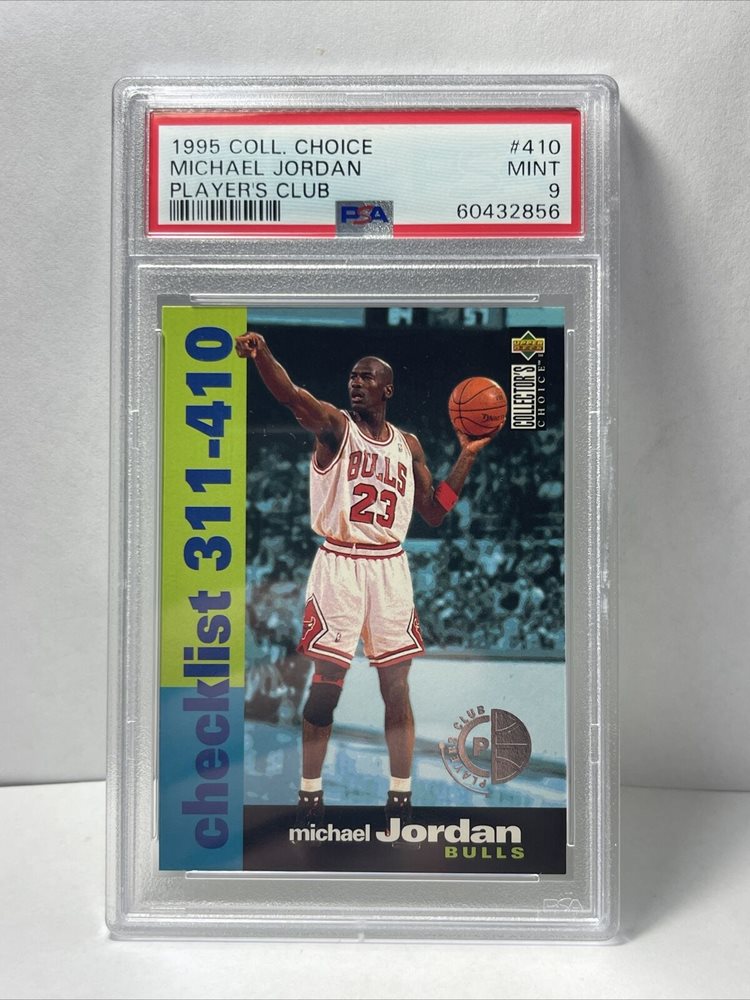 1995 COLL. CHOICE #410
MICHAEL JORDAN MINT
PLAYER'S CLUB 9
PSA 60432856
checklist 311-410
UPPER DECK
COLLECTOR'S
CHOICE
BULLS
23
PLAYERS CLUB
P
michael Jordan
BULLS
PSA